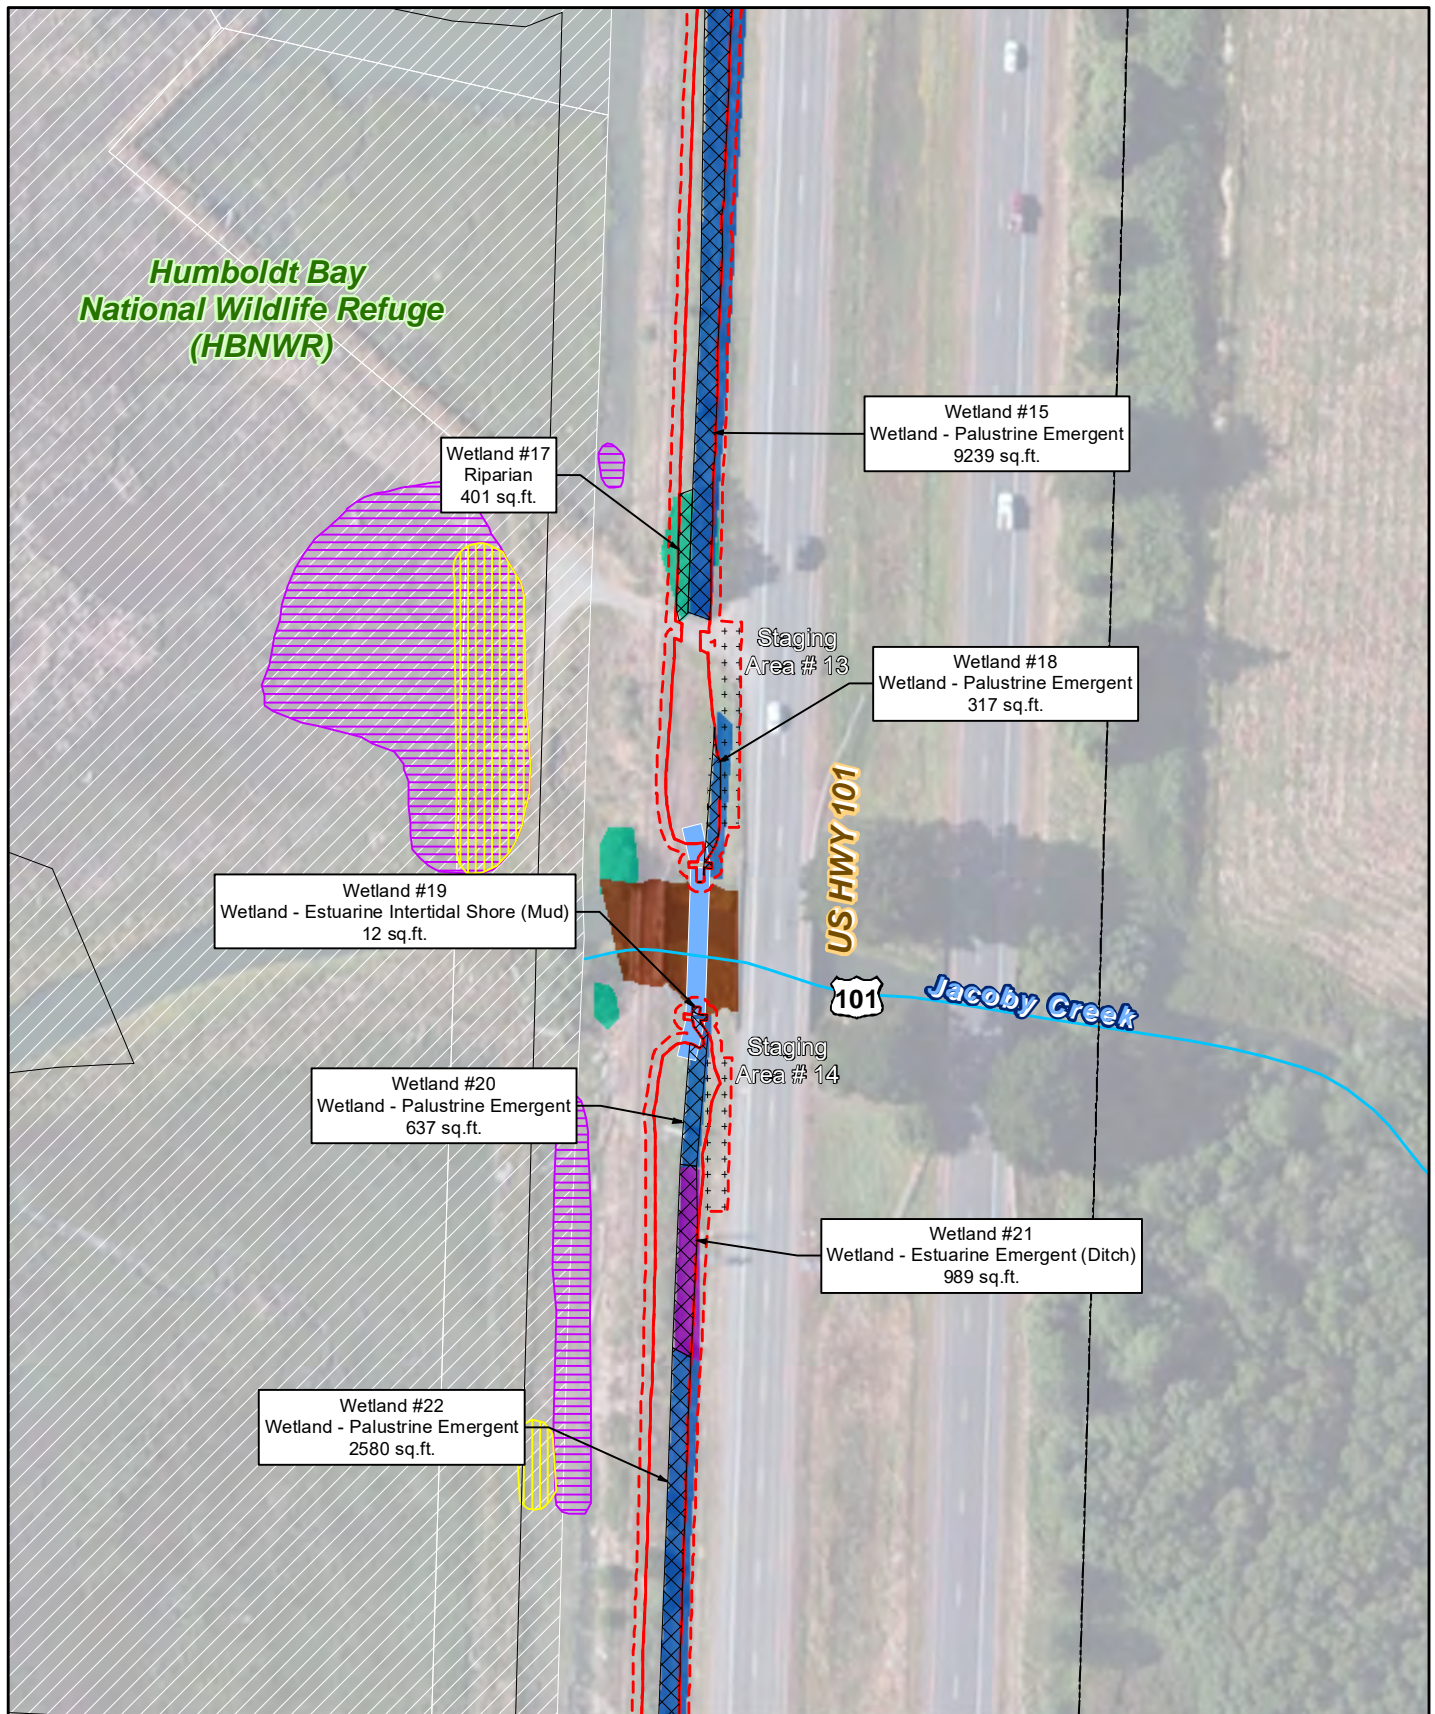 Humboldt Bay
National Wildlife Refuge
(HBNWR)
Wetland #15
Wetland - Palustrine Emergent
9239 sq.ft.
Wetland #17
Riparian
401 sq.ft.
Staging
Area # 13
Wetland #18
Wetland - Palustrine Emergent
317 sq.ft.
US HWY 101
Wetland #19
Wetland - Estuarine Intertidal Shore (Mud)
12 sq.ft.
101
Jacoby Creek
Staging
Area # 14
Wetland #20
Wetland - Palustrine Emergent
637 sq.ft.
Wetland #21
Wetland - Estuarine Emergent (Ditch)
989 sq.ft.
Wetland #22
Wetland - Palustrine Emergent
2580 sq.ft.